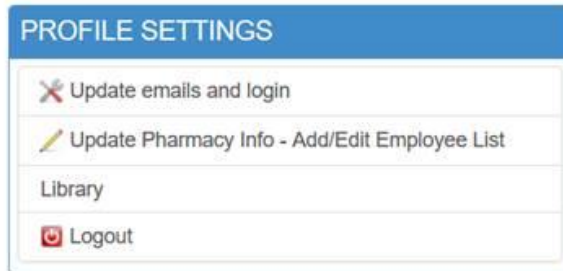 PROFILE SETTINGS
Update emails and login
Update Pharmacy Info - Add/Edit Employee List
Library
Logout